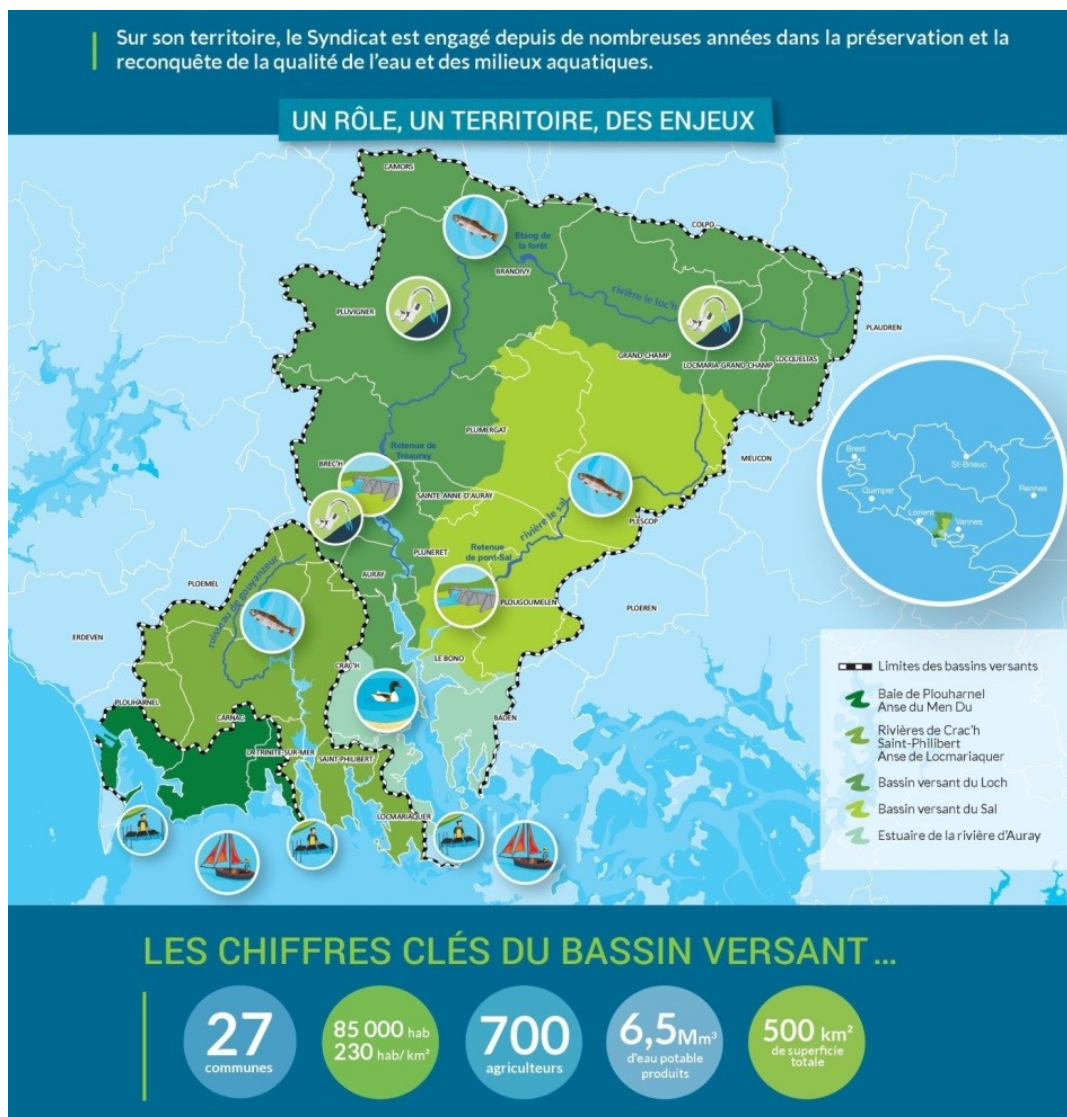 Sur son territoire, le Syndicat est engagé depuis de nombreuses années dans la préservation et la
reconquête de la qualité de l'eau et des milieux aquatiques.
UN RÔLE, UN TERRITOIRE, DES ENJEUX
CAMORS
COLPO
Etang de
la forêt
BRANDIVY
rivière le loc'h
PLUVIGNER
PLAUDREN
GRAND-CHAMP
LOCMARIA-GRAND-CHAMP
LOCQUELTAS
PLUMERGAT
Retenue de
Tréauray
BREC'H
MEUCON
SAINTE-ANNE-D'AURAY
rivière le sal
PLESCOP
Retenue
de pont-Sal
PLUNERET
AURAY
PLOEMEL
ruisseau de gouyanzeur
PLOUGOUMELEN
PLOEREN
ERDEVEN
CRAC'H
LE BONO
PLOUHARNEL
CARNAC
BADEN
LA TRINITE-SUR-MER
SAINT-PHILIBERT
LOCMARIAQUER
Brest
St-Brieuc
Quimper
Rennes
Lorient
Vannes
Limites des bassins versants
Baie de Plouharnel
Anse du Men Du
Rivières de Crac'h
Saint-Philibert
Anse de Locmariaquer
Bassin versant du Loch
Bassin versant du Sal
Estuaire de la rivière d'Auray
LES CHIFFRES CLÉS DU BASSIN VERSANT ...
27
communes
85 000 hab
230 hab/ km²
700
agriculteurs
6,5Mm³
d'eau potable
produits
500 km²
de superficie
totale